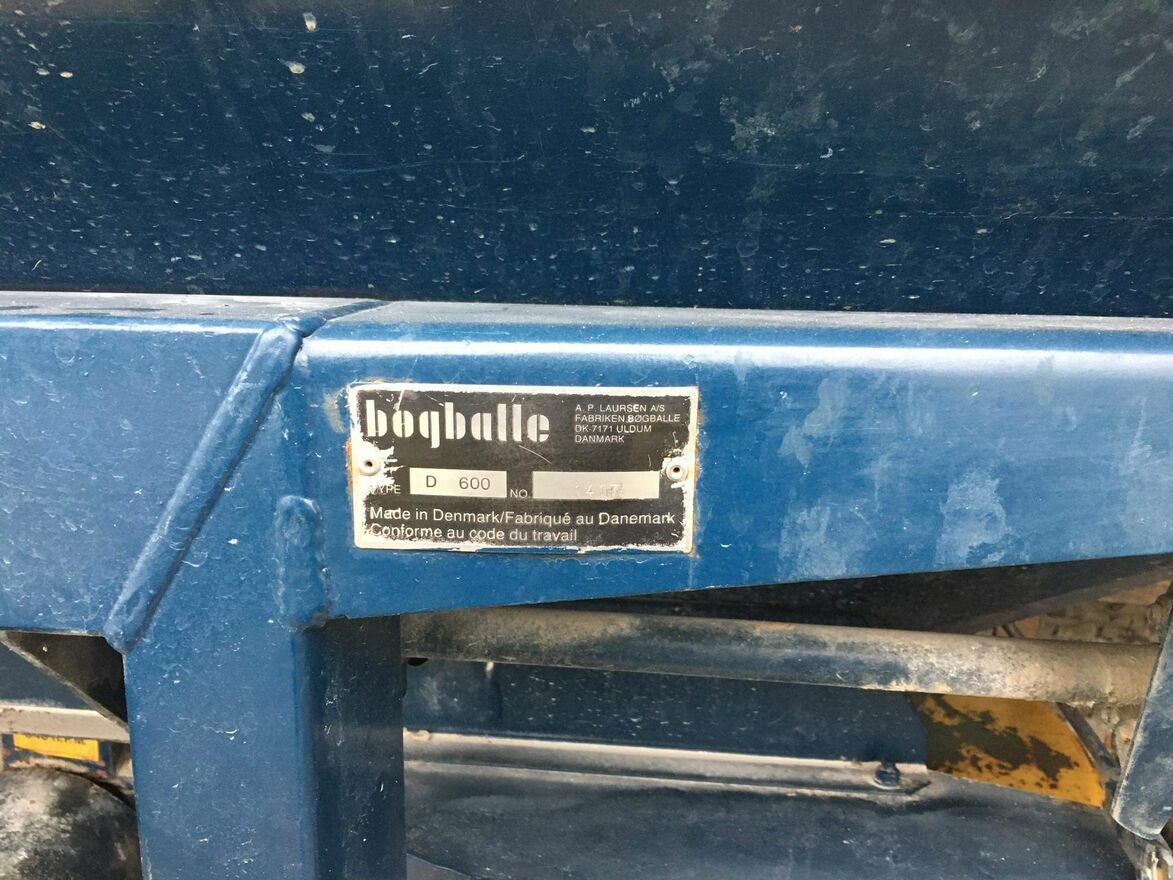 bøgballe
A. P. LAURSEN A/S
FABRIKEN BØGBALLE
DK-7171 ULDUM
DANMARK
TYPE D 600 NO.
Made in Denmark/Fabriqué au Danemark
Conforme au code du travail